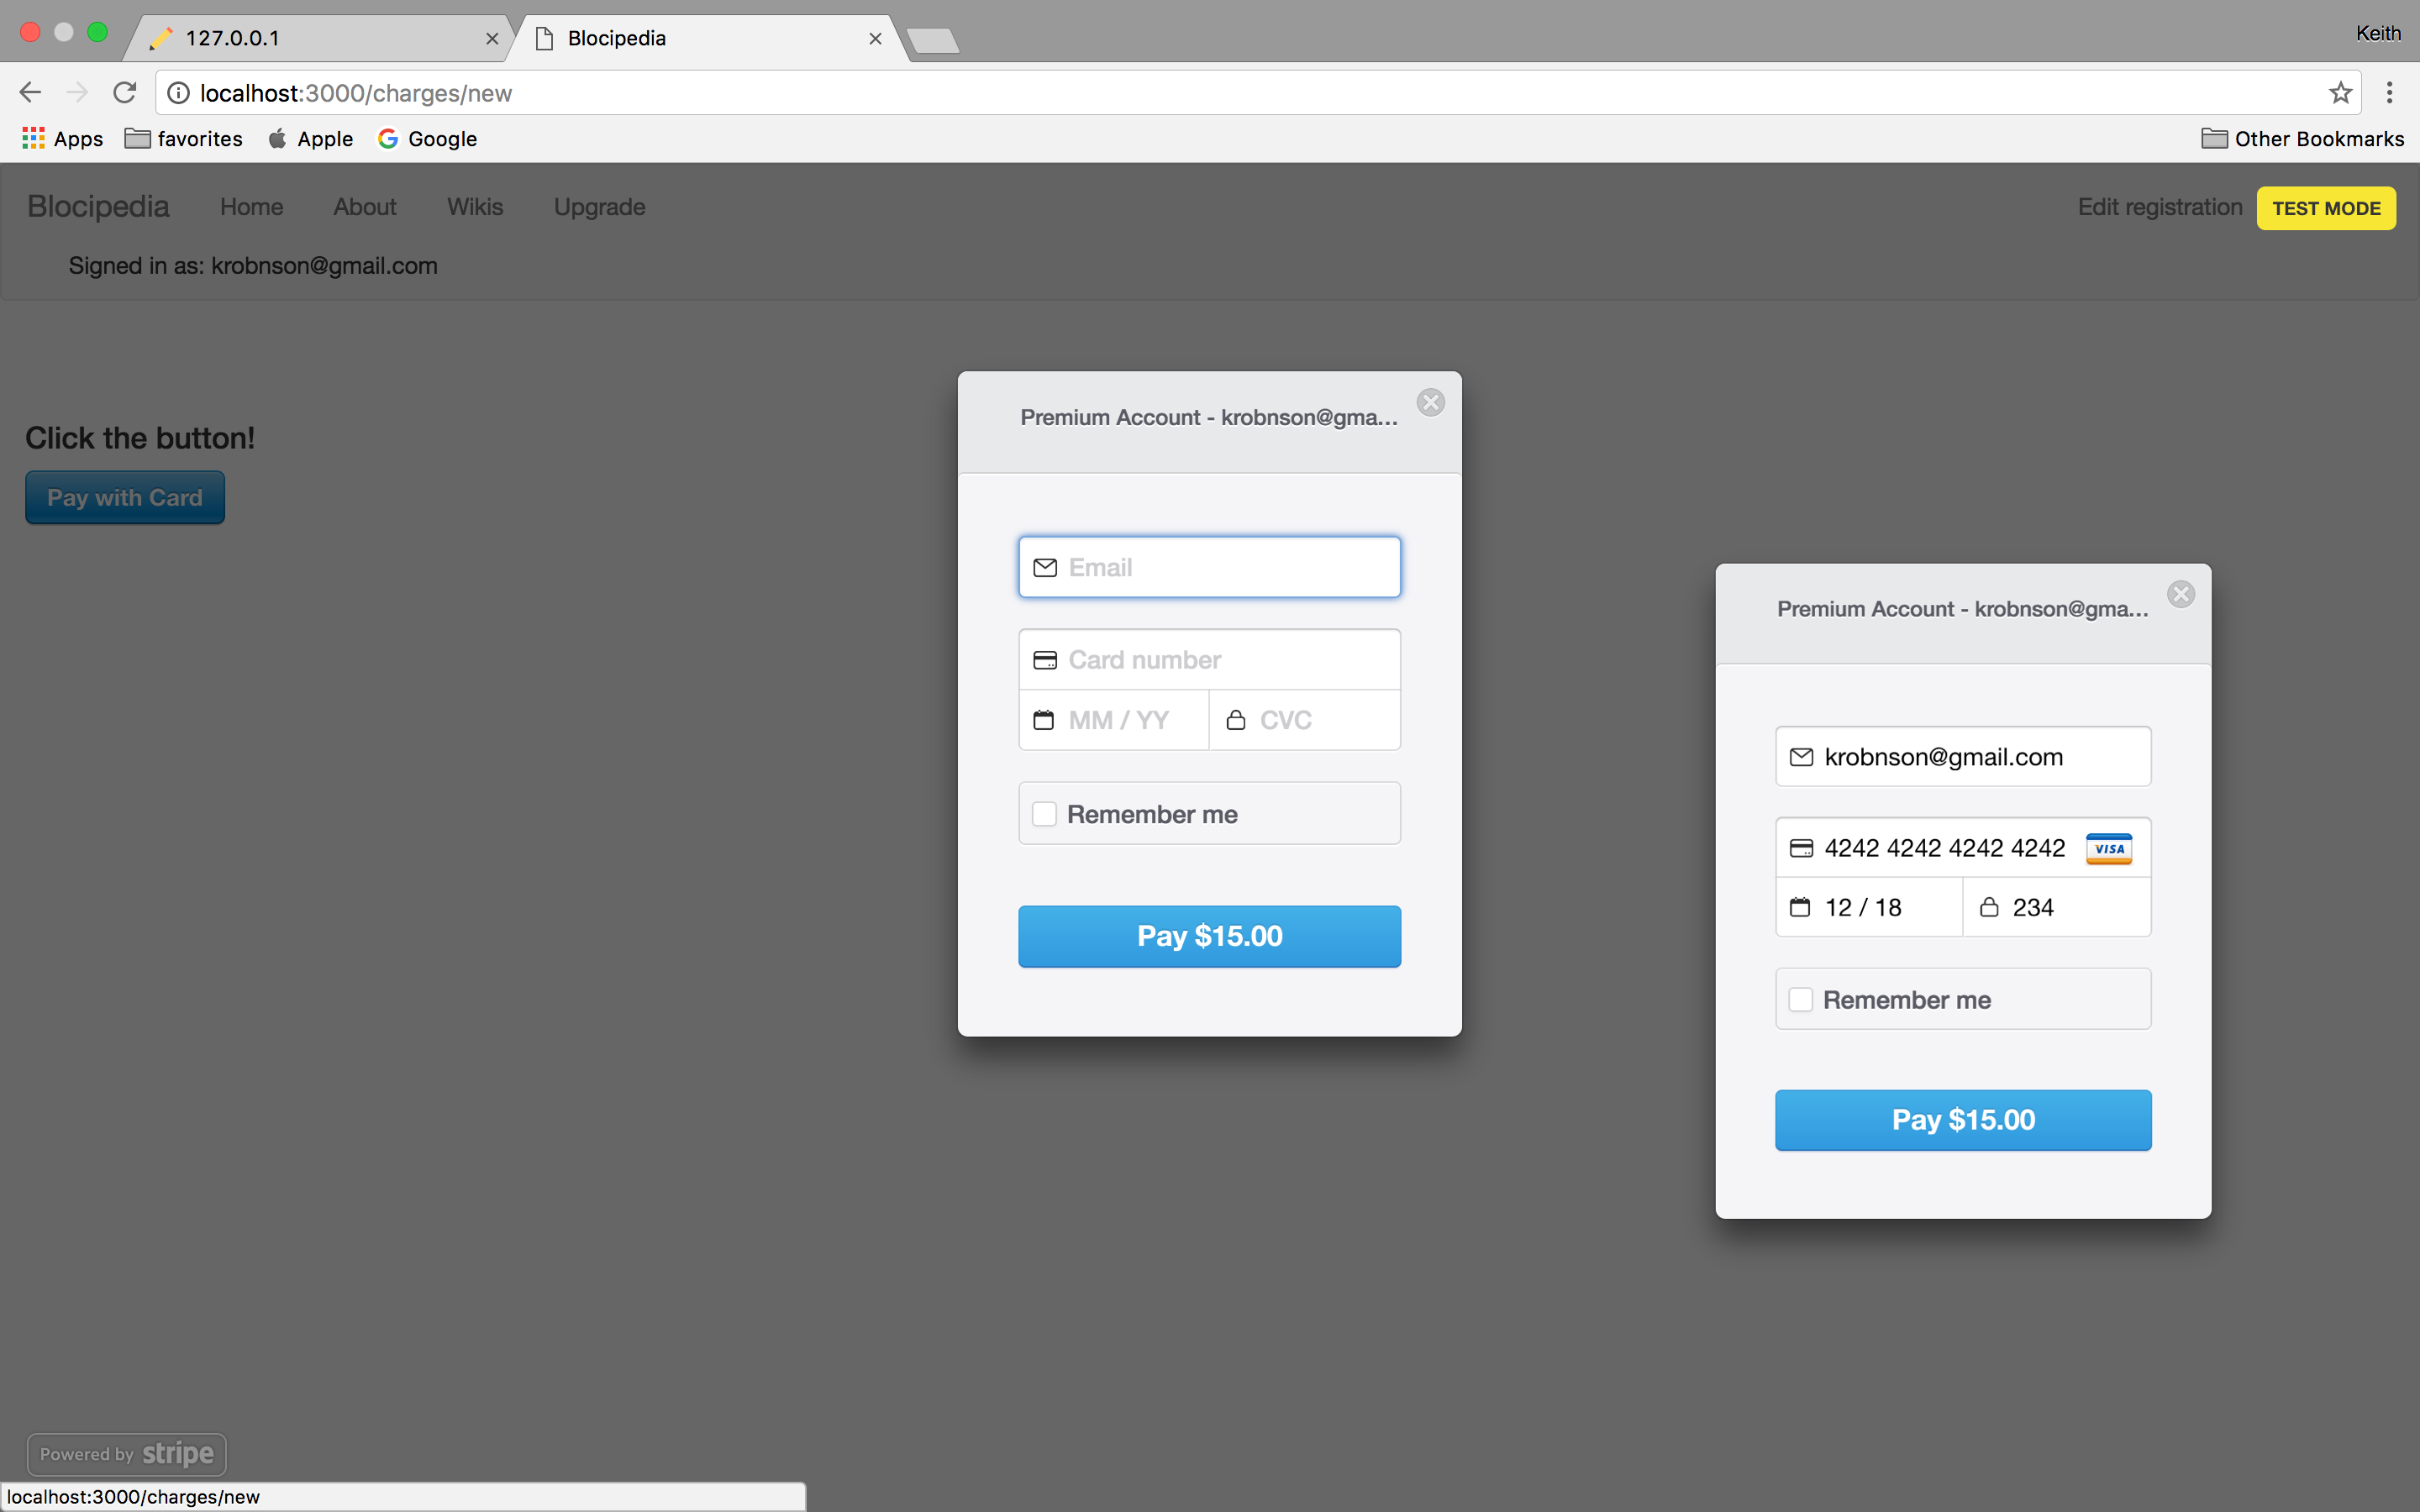 127.0.0.1
Blocipedia
Keith
localhost:3000/charges/new
Apps favorites Apple Google Other Bookmarks
Blocipedia Home About Wikis Upgrade Edit registration TEST MODE
Signed in as: krobnson@gmail.com
Click the button!
Pay with Card
Premium Account - krobnson@gma...
Email
Card number
MM / YY CVC
Remember me
Pay $15.00
Premium Account - krobnson@gma...
krobnson@gmail.com
4242 4242 4242 4242 VISA
12 / 18 234
Remember me
Pay $15.00
Powered by stripe
localhost:3000/charges/new